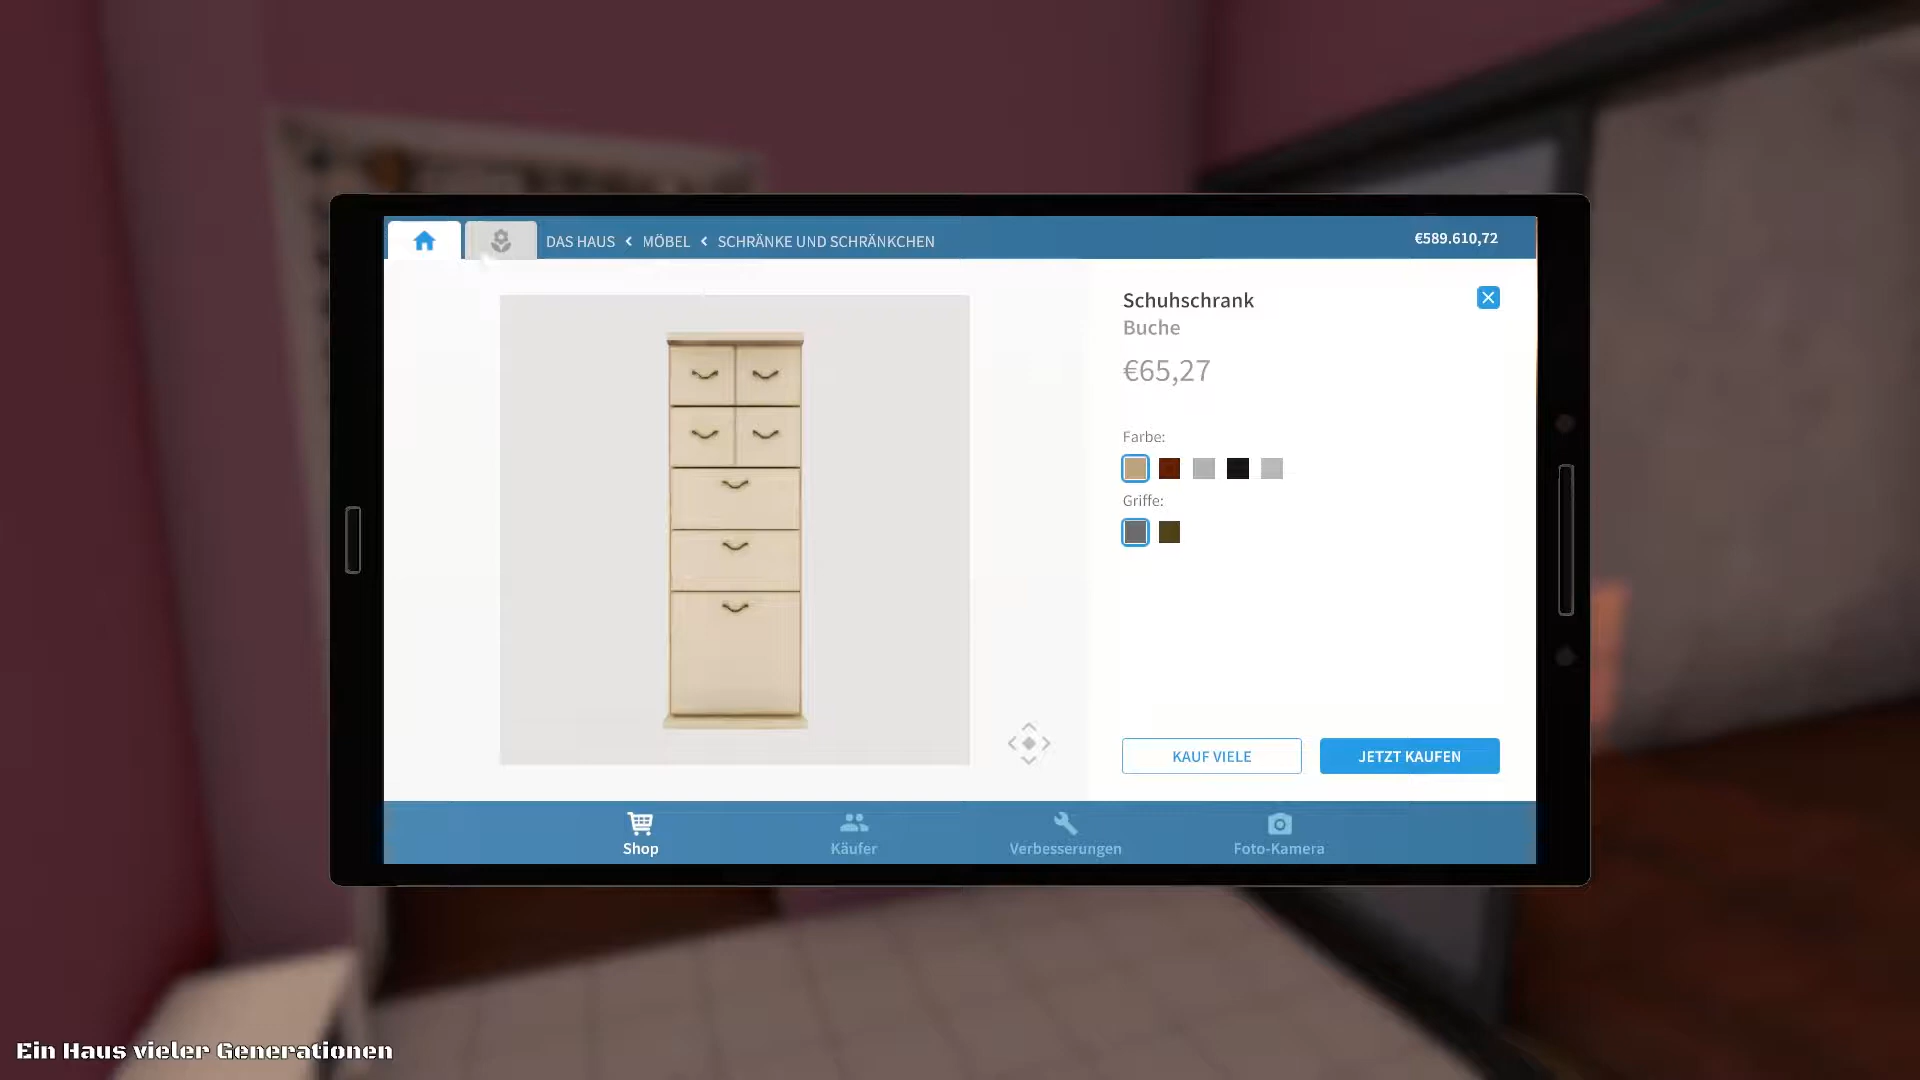 DAS HAUS < MÖBEL < SCHRÄNKE UND SCHRÄNKCHEN
€589.610,72
Schuhschrank
Buche
€65,27
Farbe:
Griffe:
KAUF VIELE
JETZT KAUFEN
Shop
Käufer
Verbesserungen
Foto-Kamera
Ein Haus vieler Generationen